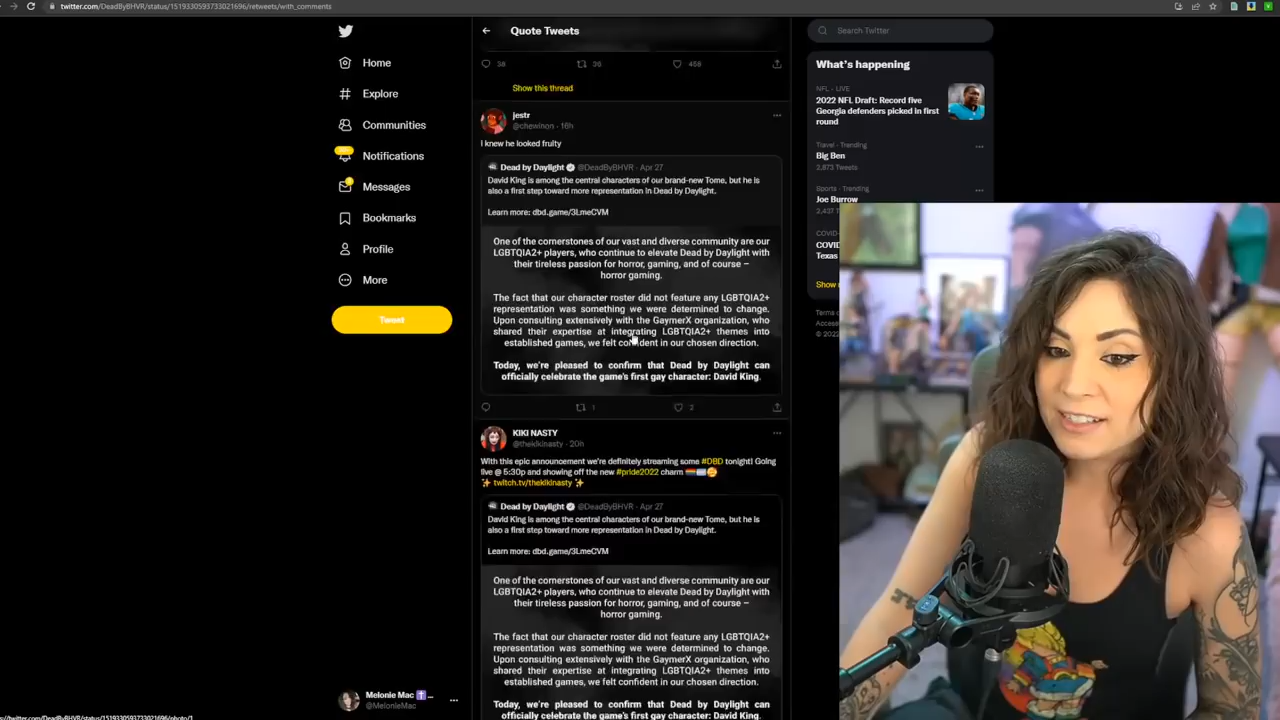 twitter.com/DeadByBHVR/status/1519330593733021696/retweets/with_comments
Home
Explore
Communities
Notifications
Messages
Bookmarks
Profile
More
Tweet
Melonie Mac
@MelonieMac
Quote Tweets
36
458
Show this thread
jestr
@chewinon · 16h
I knew he looked fruity
Dead by Daylight @DeadByBHVR · Apr 27
David King is among the central characters of our brand-new Tome, but he is
also a first step toward more representation in Dead by Daylight.
Learn more: dbd.game/3LmeCVM
One of the cornerstones of our vast and diverse community are our
LGBTQIA2+ players, who continue to elevate Dead by Daylight with
their tireless passion for horror, gaming, and of course –
horror gaming.
The fact that our character roster did not feature any LGBTQIA2+
representation was something we were determined to change.
Upon consulting extensively with the GaymerX organization, who
shared their expertise at integrating LGBTQIA2+ themes into
established games, we felt confident in our chosen direction.
Today, we're pleased to confirm that Dead by Daylight can
officially celebrate the game's first gay character: David King.
1
2
KIKI NASTY
@thekikinasty · 20h
With this epic announcement we're definitely streaming some #DBD tonight! Going
live @ 5:30p and showing off the new #pride2022 charm
twitch.tv/thekikinasty
Dead by Daylight @DeadByBHVR · Apr 27
David King is among the central characters of our brand-new Tome, but he is
also a first step toward more representation in Dead by Daylight.
Learn more: dbd.game/3LmeCVM
One of the cornerstones of our vast and diverse community are our
LGBTQIA2+ players, who continue to elevate Dead by Daylight with
their tireless passion for horror, gaming, and of course –
horror gaming.
The fact that our character roster did not feature any LGBTQIA2+
representation was something we were determined to change.
Upon consulting extensively with the GaymerX organization, who
shared their expertise at integrating LGBTQIA2+ themes into
established games, we felt confident in our chosen direction.
Today, we're pleased to confirm that Dead by Daylight can
officially celebrate the game's first gay character: David King.
Search Twitter
What's happening
NFL · LIVE
2022 NFL Draft: Record five
Georgia defenders picked in first
round
Travel · Trending
Big Ben
2,873 Tweets
Sports · Trending
Joe Burrow
COVID
Texas
Show
Terms
© 2022